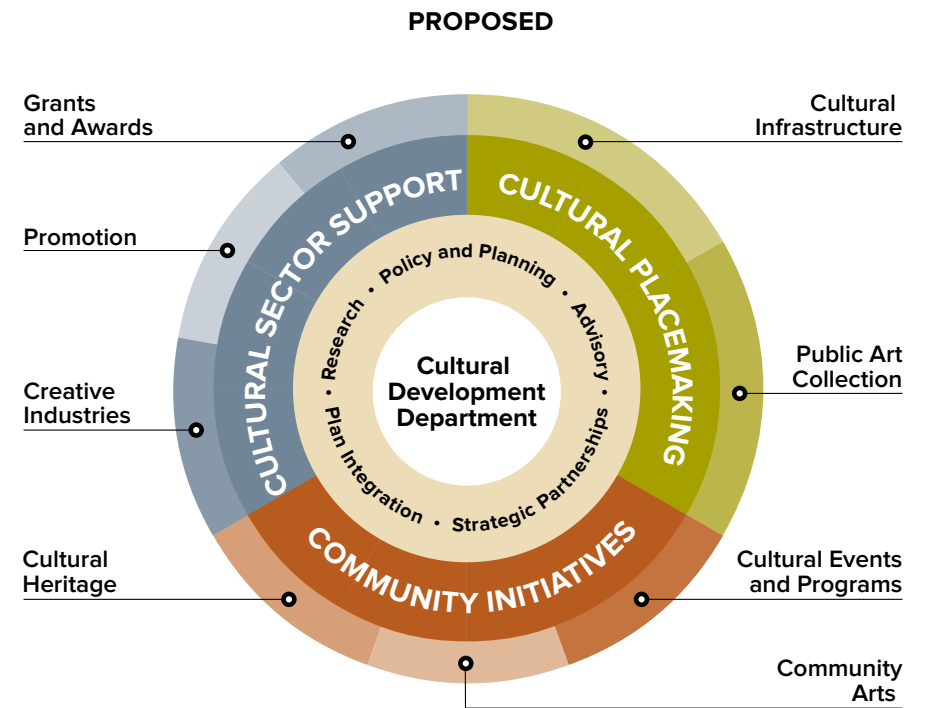 PROPOSED
Grants
and Awards
Cultural
Infrastructure
Promotion
Public Art
Collection
Creative
Industries
Cultural
Heritage
Cultural Events
and Programs
Community
Arts
CULTURAL SECTOR SUPPORT
CULTURAL PLACEMAKING
COMMUNITY INITIATIVES
Policy and Planning • Advisory • Strategic Partnerships • Plan Integration • Research •
Cultural
Development
Department